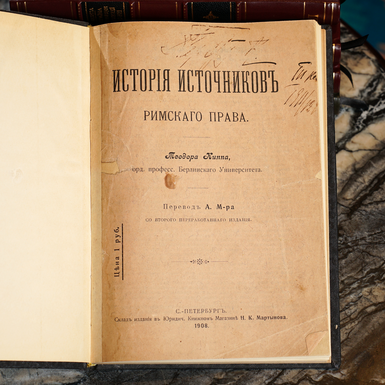 ИСТОРІЯ ИСТОЧНИКОВЪ
РИМСКАГО ПРАВА.
Теодора Киппа,
орд. професс. Берлинскаго Университета.
Переводъ А. М-ра
СО ВТОРОГО ПЕРЕРАБОТАННАГО ИЗДАНІЯ.
Цѣна 1 руб.
С.-ПЕТЕРБУРГЪ.
Складъ изданія въ Юридич. Книжномъ Магазинѣ Н. К. Мартынова.
1908.